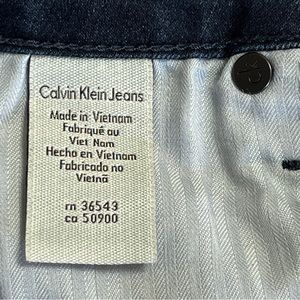 Calvin Klein Jeans
Made in Vietnam
Fabriqué au
Viet Nam
Hecho en Vietnam
Fabricado no
Vietnã
rn 36543
ca 50900